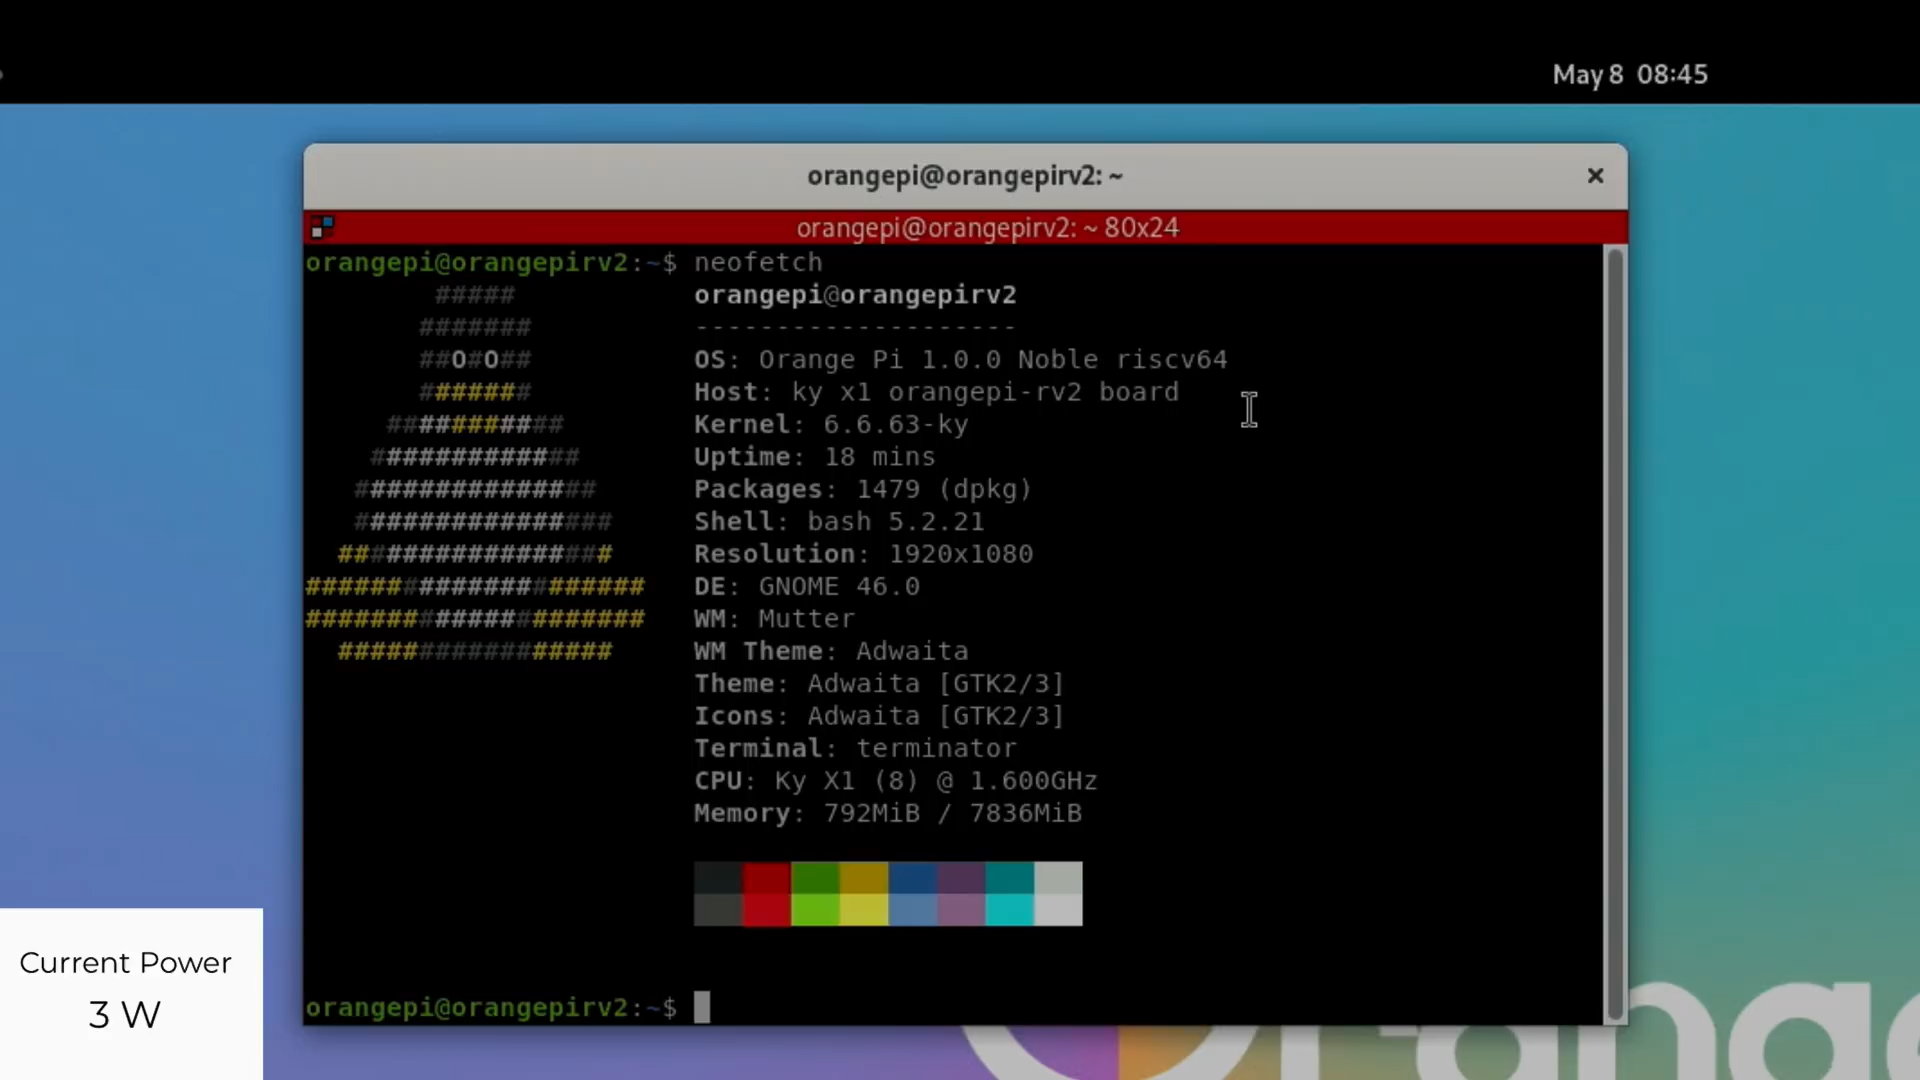 May 8 08:45
orangepi@orangepirv2: ~ ×
orangepi@orangepirv2: ~ 80x24
orangepi@orangepirv2:~$ neofetch
##### orangepi@orangepirv2
####### --------------------
##O#O## OS: Orange Pi 1.0.0 Noble riscv64
####### Host: ky x1 orangepi-rv2 board
########### Kernel: 6.6.63-ky
############# Uptime: 18 mins
############### Packages: 1479 (dpkg)
################ Shell: bash 5.2.21
################# Resolution: 1920x1080
##################### DE: GNOME 46.0
##################### WM: Mutter
################# WM Theme: Adwaita
Theme: Adwaita [GTK2/3]
Icons: Adwaita [GTK2/3]
Terminal: terminator
CPU: Ky X1 (8) @ 1.600GHz
Memory: 792MiB / 7836MiB
orangepi@orangepirv2:~$
Current Power
3 W